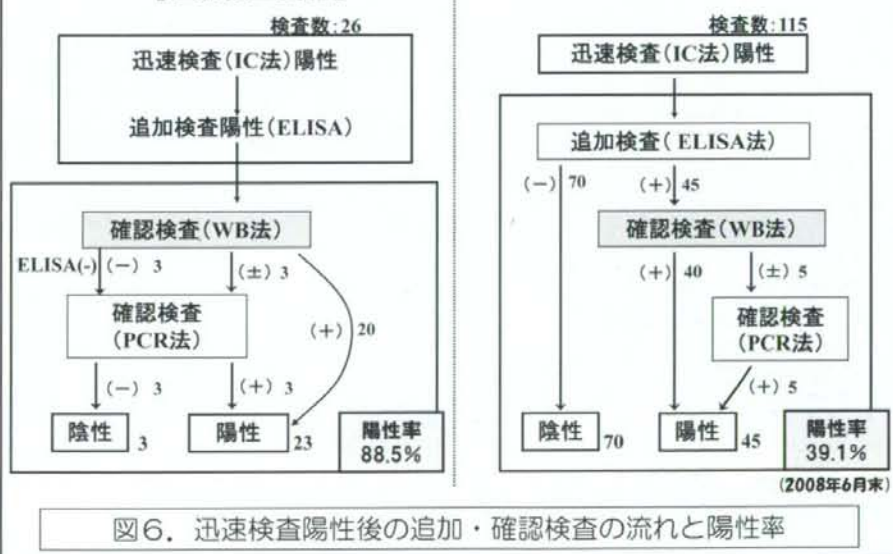 検査数:26
迅速検査(IC法)陽性
追加検査陽性(ELISA)
確認検査(WB法)
ELISA(-) (−) 3
(±) 3
(+) 20
確認検査
(PCR法)
(−) 3
(+) 3
陰性 3
陽性 23
陽性率
88.5%
検査数:115
迅速検査(IC法)陽性
追加検査( ELISA法)
(−) 70
(+) 45
確認検査(WB法)
(+) 40
(±) 5
確認検査
(PCR法)
(+) 5
陰性 70
陽性 45
陽性率
39.1%
(2008年6月末)
図6. 迅速検査陽性後の追加・確認検査の流れと陽性率